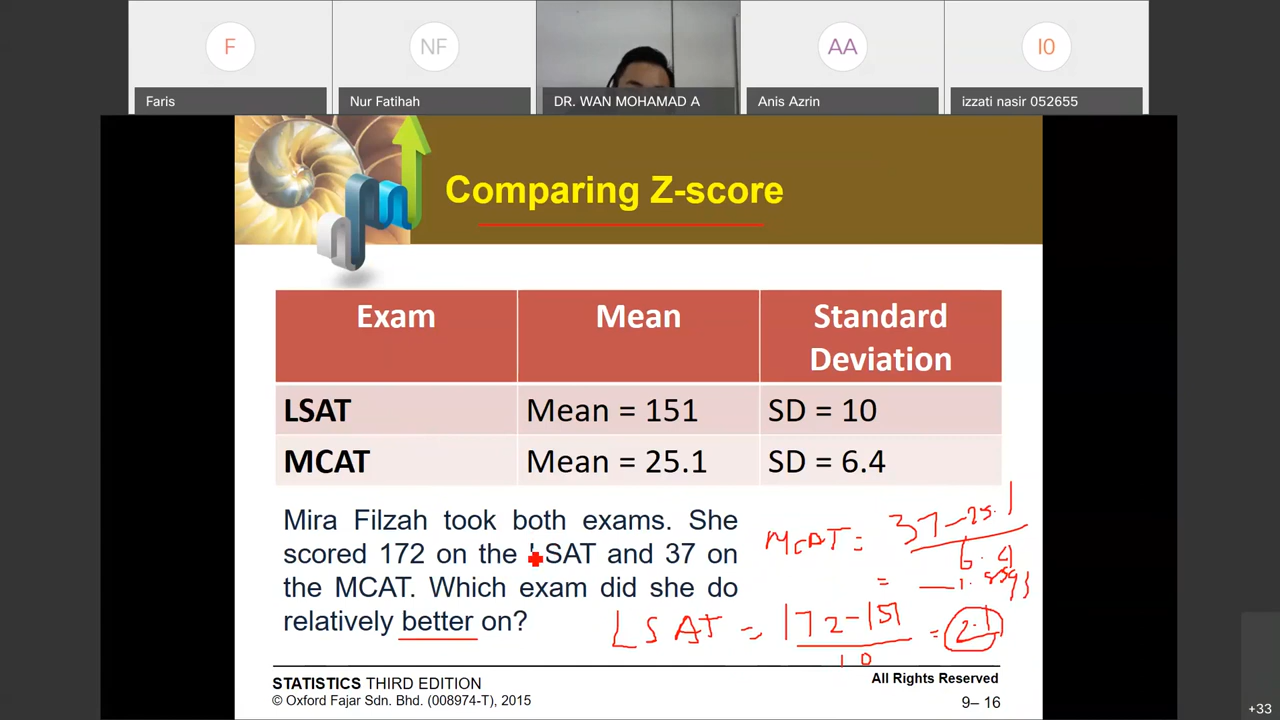 F
NF
AA
I0
Faris
Nur Fatihah
DR. WAN MOHAMAD A
Anis Azrin
izzati nasir 052655
Comparing Z-score
Exam Mean Standard Deviation
LSAT Mean = 151 SD = 10
MCAT Mean = 25.1 SD = 6.4
Mira Filzah took both exams. She
scored 172 on the LSAT and 37 on
the MCAT. Which exam did she do
relatively better on?
MCAT = 37 - 25.1
6.4
= 1.8593
LSAT = 172 - 151 = 2.1
10
STATISTICS THIRD EDITION
© Oxford Fajar Sdn. Bhd. (008974-T), 2015
All Rights Reserved
9– 16
+33